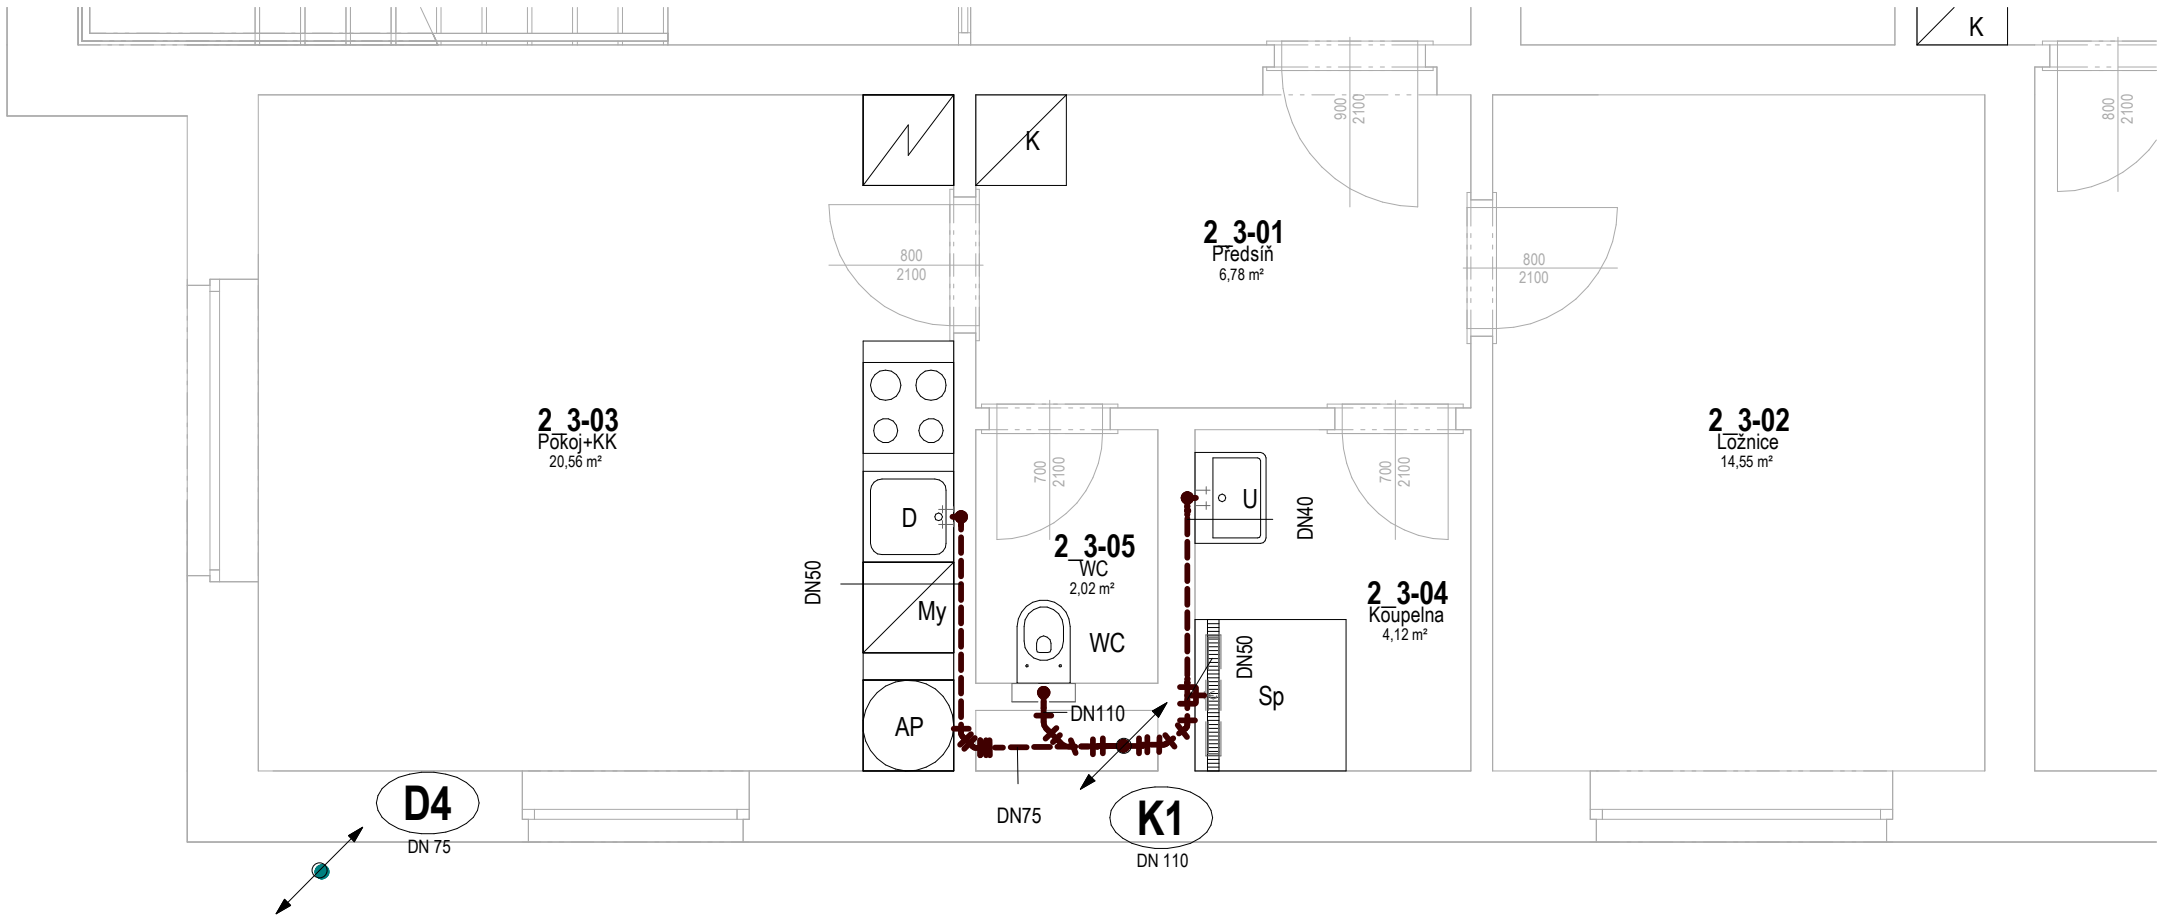 K
900
2100
800
2100
K
2_3-01
Předsíň
6,78 m²
800
2100
800
2100
2_3-03
Pokoj+KK
20,56 m²
2_3-02
Ložnice
14,55 m²
700
2100
700
2100
D
U
DN40
2_3-05
WC
2,02 m²
DN50
My
2_3-04
Koupelna
4,12 m²
WC
DN50
Sp
DN110
AP
D4
DN 75
DN75
K1
DN 110